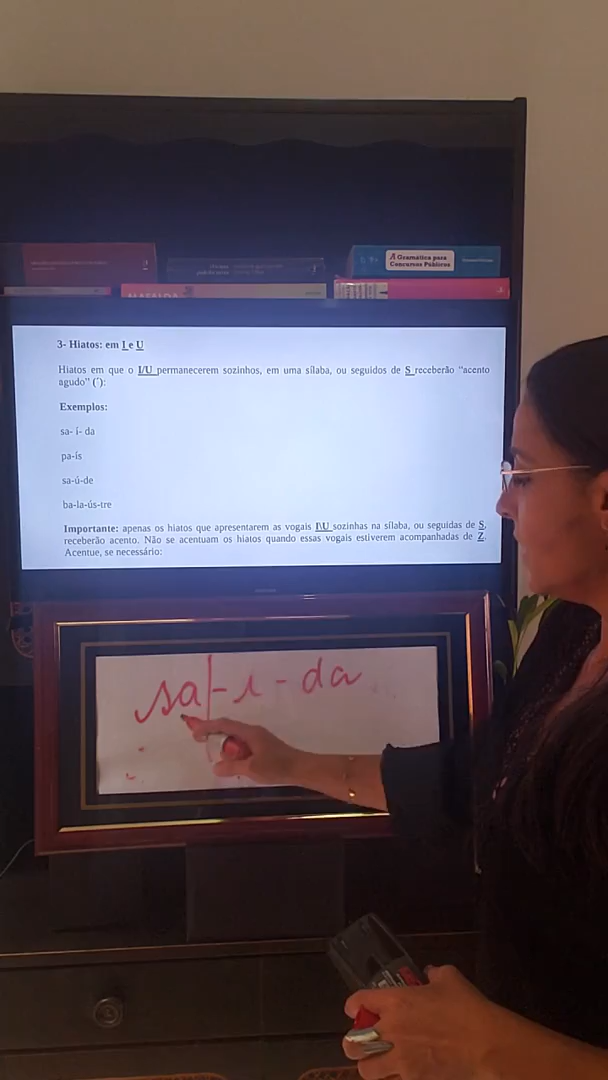 A Gramática para
Concursos Públicos
3- Hiatos: em I e U
Hiatos em que o I/U permanecerem sozinhos, em uma sílaba, ou seguidos de S receberão “acento
agudo” (´):
Exemplos:
sa- í- da
pa-ís
sa-ú-de
ba-la-ús-tre
Importante: apenas os hiatos que apresentarem as vogais I\U sozinhas na sílaba, ou seguidas de S,
receberão acento. Não se acentuam os hiatos quando essas vogais estiverem acompanhadas de Z.
Acentue, se necessário:
sa|-i-da